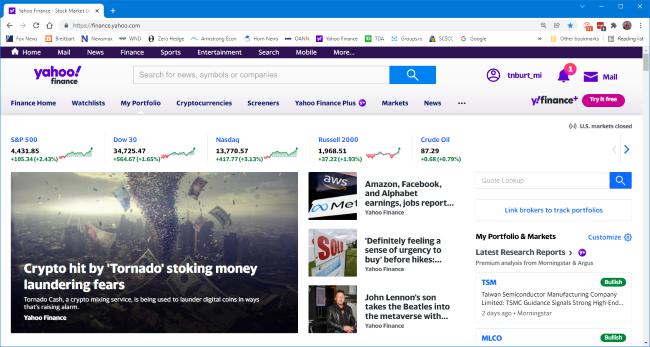 Yahoo Finance - Stock Market Li
https://finance.yahoo.com
Fox News
Breitbart
Newsmax
WND
Zero Hedge
Armstrong Econ
Horn News
OANN
Yahoo Finance
TDA
Groups.io
SCSCC
Google
Other bookmarks
Reading list
Home
Mail
News
Finance
Sports
Entertainment
Search
Mobile
More...
yahoo!
finance
Search for news, symbols or companies
tnburt_mi
1
Mail
Finance Home
Watchlists
My Portfolio
Cryptocurrencies
Screeners
Yahoo Finance Plus
Markets
News
•••
y/finance+
Try it free
U.S. markets closed
S&P 500
4,431.85
+105.34 (+2.43%)
Dow 30
34,725.47
+564.67 (+1.65%)
Nasdaq
13,770.57
+417.77 (+3.13%)
Russell 2000
1,968.51
+37.22 (+1.93%)
Crude Oil
87.29
+0.68 (+0.79%)
Crypto hit by 'Tornado' stoking money
laundering fears
Tornado Cash, a crypto mixing service, is being used to launder digital coins in ways
that's raising alarm.
Yahoo Finance
aws
Met
Amazon, Facebook,
and Alphabet
earnings, jobs report...
Yahoo Finance
SOLD
'Definitely feeling a
sense of urgency to
buy' before hikes:...
Yahoo Finance
John Lennon's son
takes the Beatles into
the metaverse with...
Yahoo Finance
Quote Lookup
Link brokers to track portfolios
My Portfolio & Markets
Customize
Latest Research Reports
Premium analysis from Morningstar & Argus
TSM
Bullish
Taiwan Semiconductor Manufacturing Company
Limited: TSMC Guidance Signals Strong High-End...
2 days ago • Morningstar
MLCO
Bullish